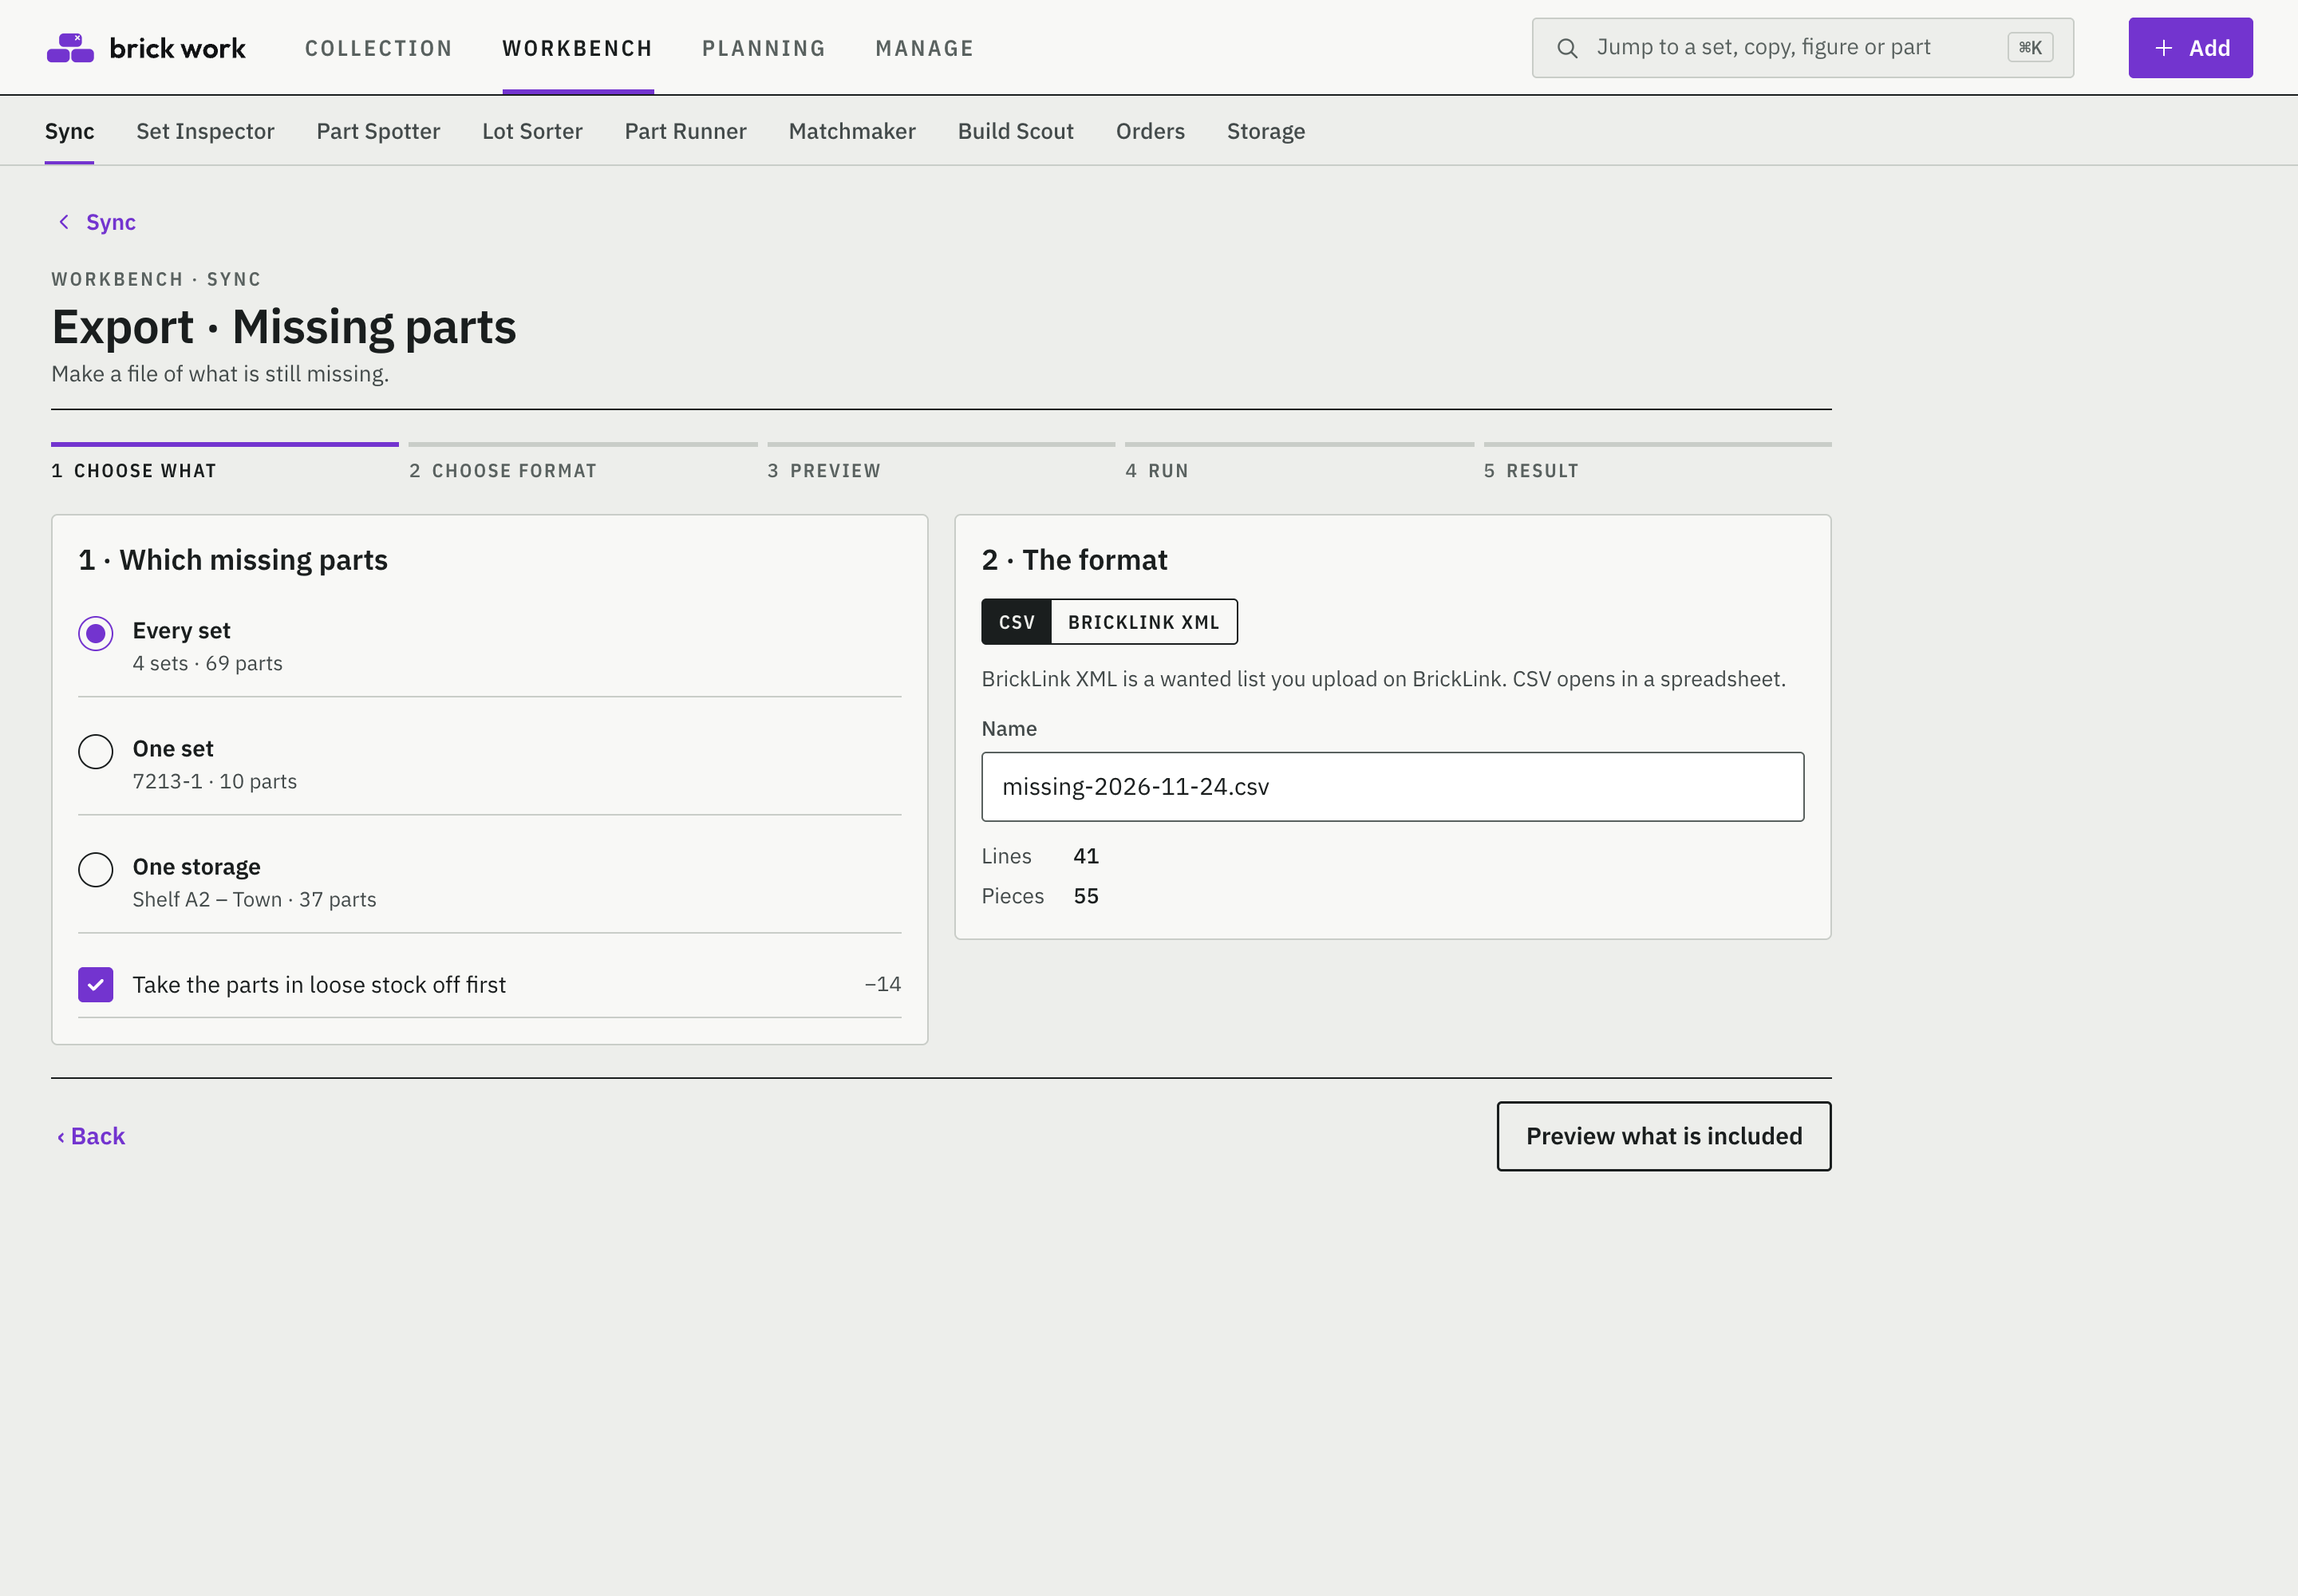 brick work
COLLECTION
WORKBENCH
PLANNING
MANAGE
Jump to a set, copy, figure or part
⌘K
+ Add
Sync
Set Inspector
Part Spotter
Lot Sorter
Part Runner
Matchmaker
Build Scout
Orders
Storage
‹ Sync
WORKBENCH · SYNC
Export · Missing parts
Make a file of what is still missing.
1 CHOOSE WHAT
2 CHOOSE FORMAT
3 PREVIEW
4 RUN
5 RESULT
1 · Which missing parts
Every set
4 sets · 69 parts
One set
7213-1 · 10 parts
One storage
Shelf A2 – Town · 37 parts
Take the parts in loose stock off first
−14
2 · The format
CSV
BRICKLINK XML
BrickLink XML is a wanted list you upload on BrickLink. CSV opens in a spreadsheet.
Name
missing-2026-11-24.csv
Lines 41
Pieces 55
‹ Back
Preview what is included